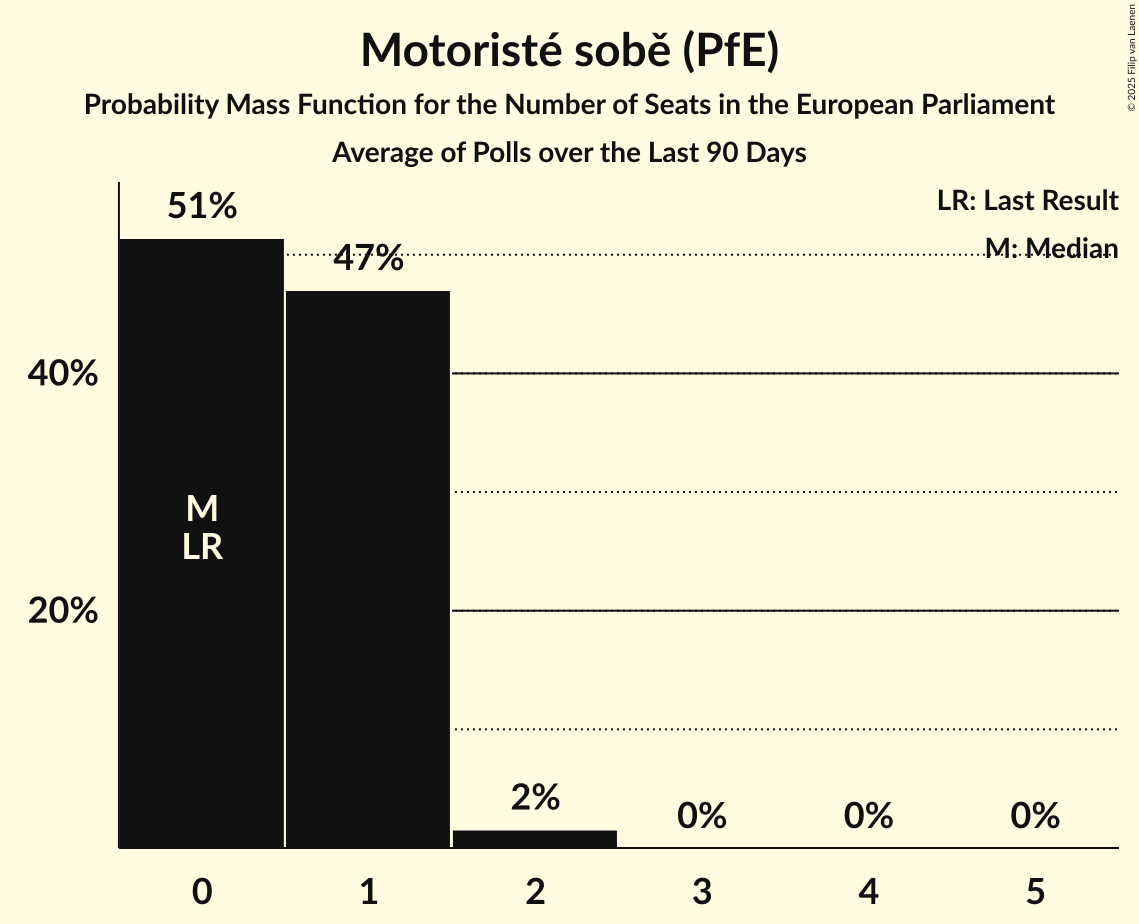 Motoristé sobě (PfE)
Probability Mass Function for the Number of Seats in the European Parliament
Average of Polls over the Last 90 Days
© 2025 Filip van Laenen
LR: Last Result
M: Median
51%
47%
40%
M
LR
20%
2%
0%
0%
0%
0
1
2
3
4
5